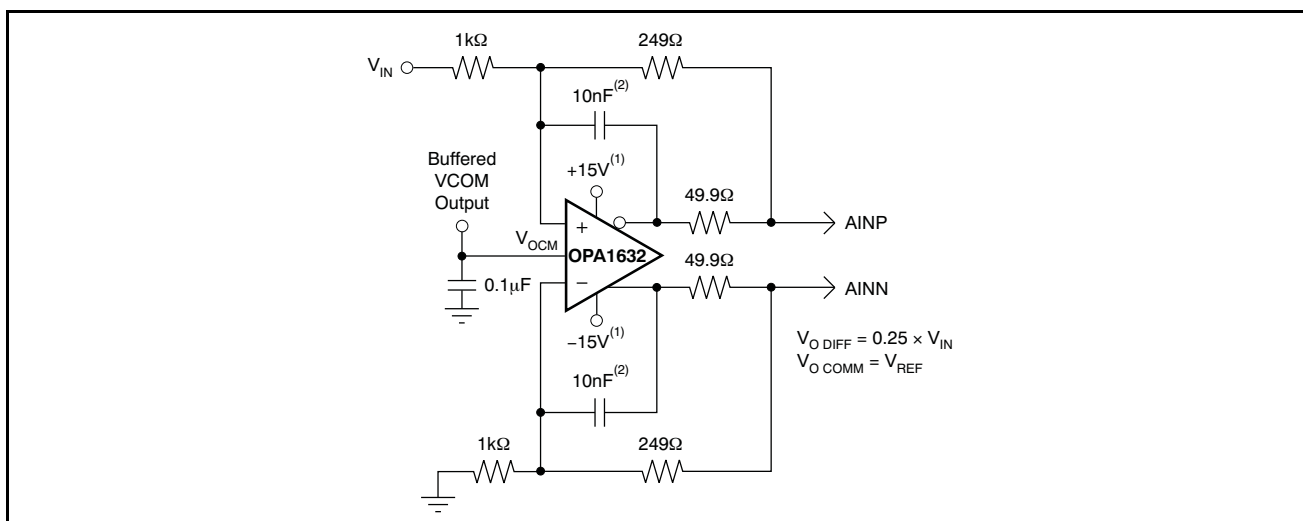 1kΩ
249Ω
V_IN
10nF(2)
Buffered
VCOM
Output
+15V(1)
49.9Ω
+
AINP
V_OCM
OPA1632
49.9Ω
0.1μF
−
AINN
−15V(1)
V_O DIFF = 0.25 × V_IN
V_O COMM = V_REF
10nF(2)
1kΩ
249Ω